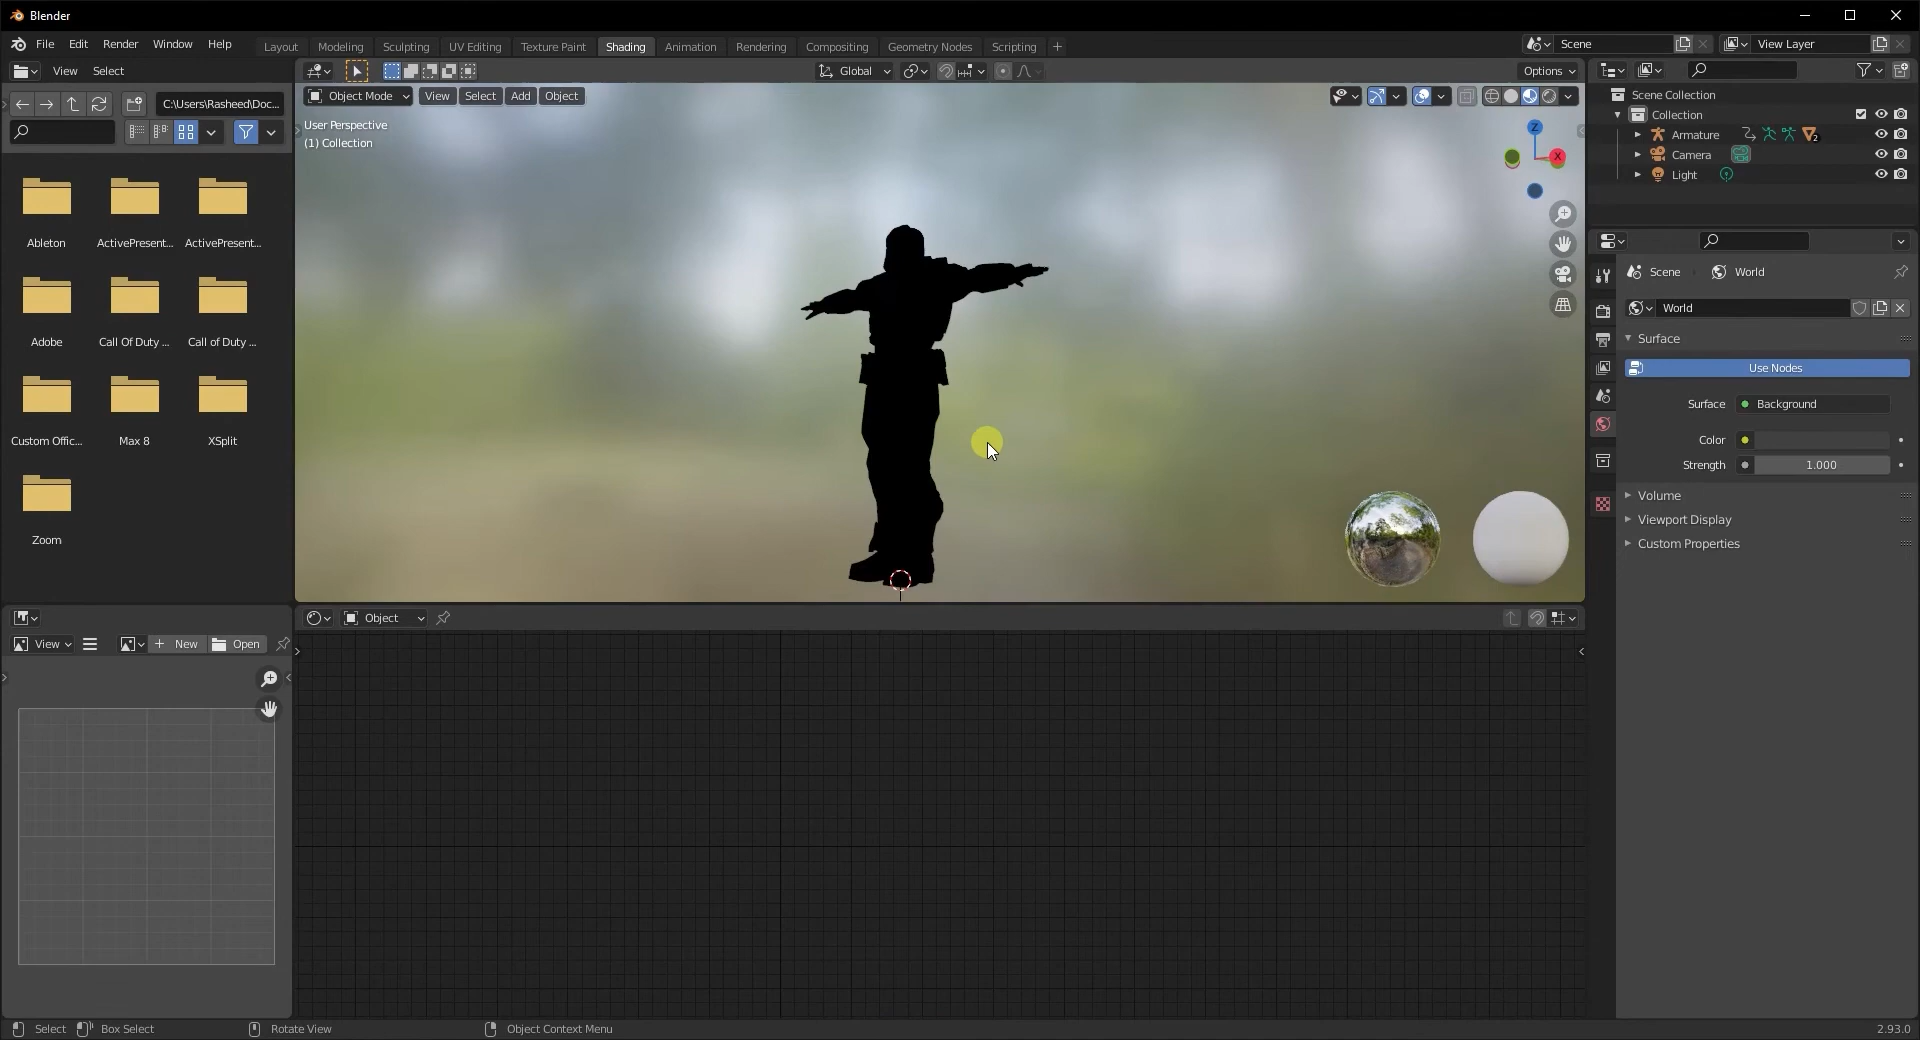 Blender
File Edit Render Window Help
Layout Modeling Sculpting UV Editing Texture Paint Shading Animation Rendering Compositing Geometry Nodes Scripting +
Scene
View Layer
View Select
Global
Options
C:\Users\Rasheed\Doc...
Object Mode View Select Add Object
User Perspective
(1) Collection
Z
X
Ableton ActivePresent... ActivePresent...
Adobe Call Of Duty ... Call of Duty ...
Custom Offic... Max 8 XSplit
Zoom
Scene Collection
Collection
Armature 2
Camera
Light
Scene World
World
Surface
Use Nodes
Surface Background
Color
Strength 1.000
Volume
Viewport Display
Custom Properties
View + New Open
Object
Select Box Select Rotate View Object Context Menu
2.93.0